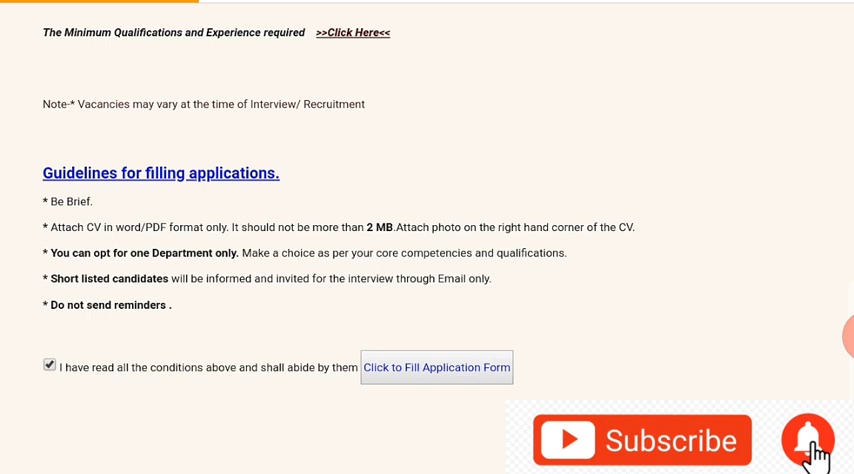 The Minimum Qualifications and Experience required >>Click Here<<
Note-* Vacancies may vary at the time of Interview/ Recruitment
Guidelines for filling applications.
* Be Brief.
* Attach CV in word/PDF format only. It should not be more than 2 MB.Attach photo on the right hand corner of the CV.
* You can opt for one Department only. Make a choice as per your core competencies and qualifications.
* Short listed candidates will be informed and invited for the interview through Email only.
* Do not send reminders .
I have read all the conditions above and shall abide by them Click to Fill Application Form
Subscribe